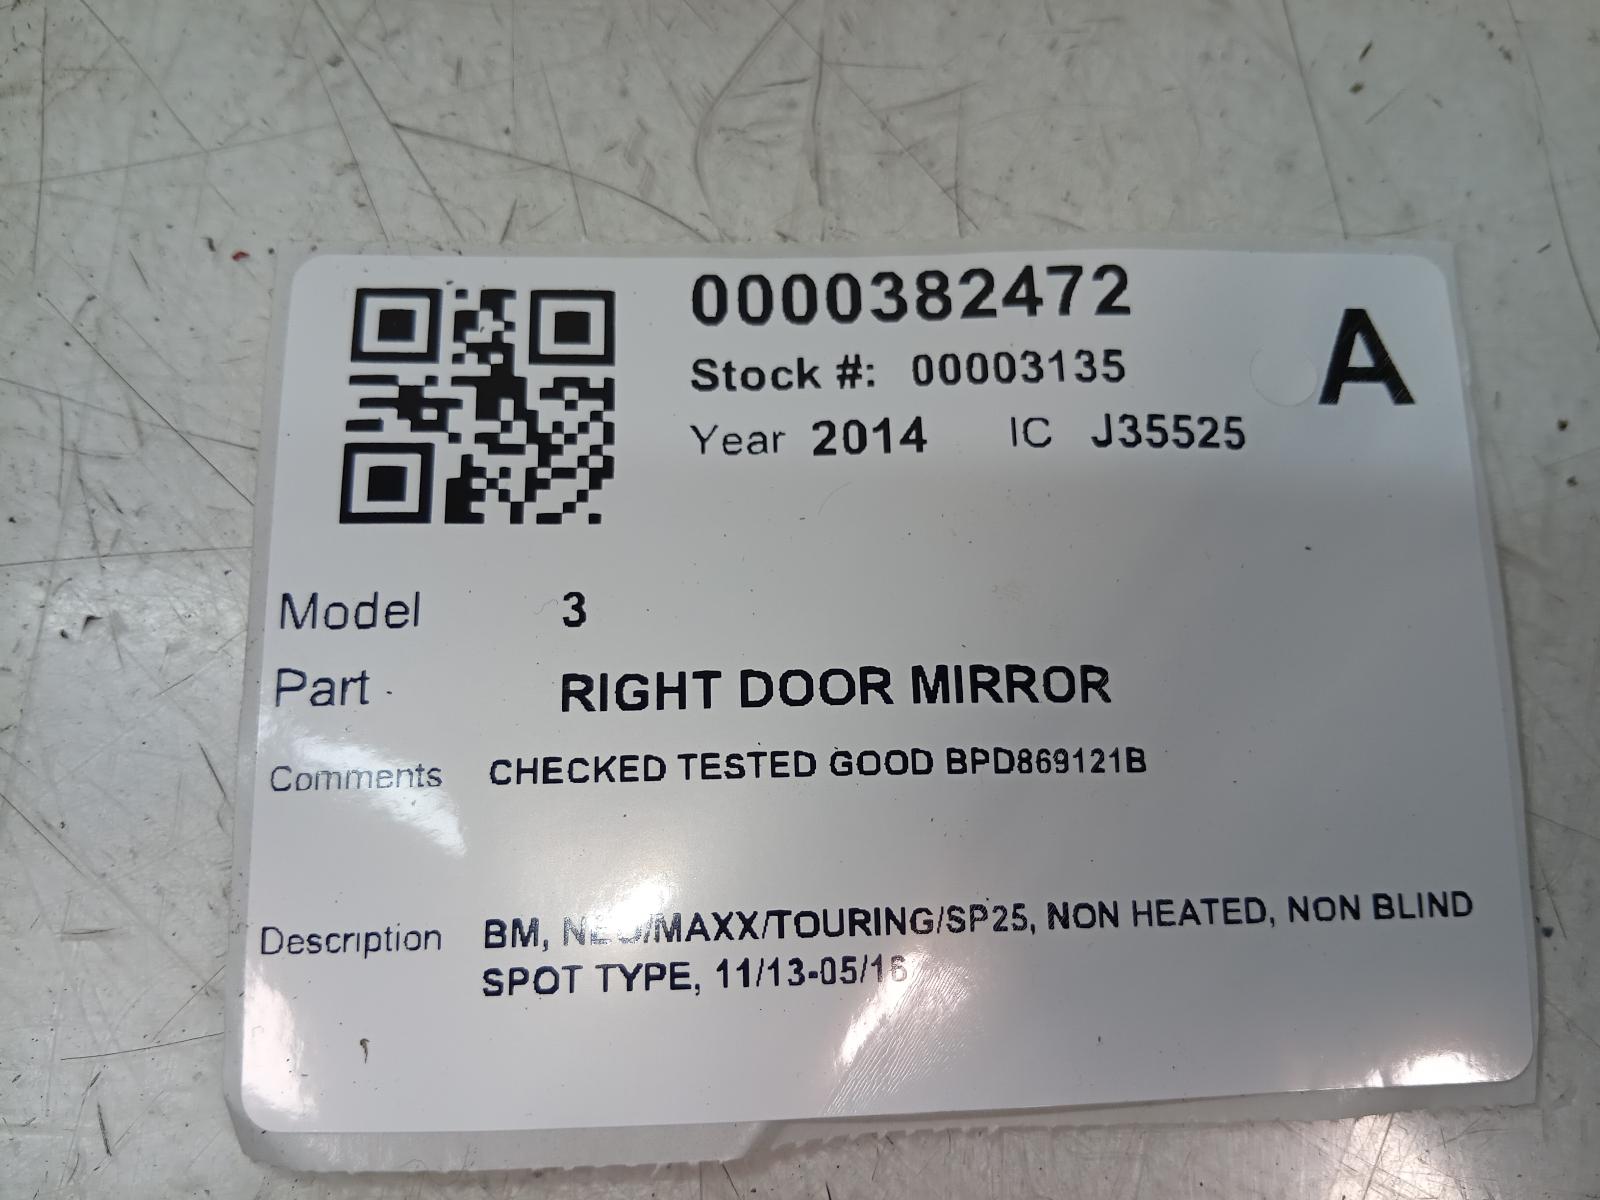 0000382472
A
Stock #: 00003135
Year 2014 IC J35525
Model 3
Part RIGHT DOOR MIRROR
Comments CHECKED TESTED GOOD BPD869121B
Description BM, NEO/MAXX/TOURING/SP25, NON HEATED, NON BLIND
SPOT TYPE, 11/13-05/16